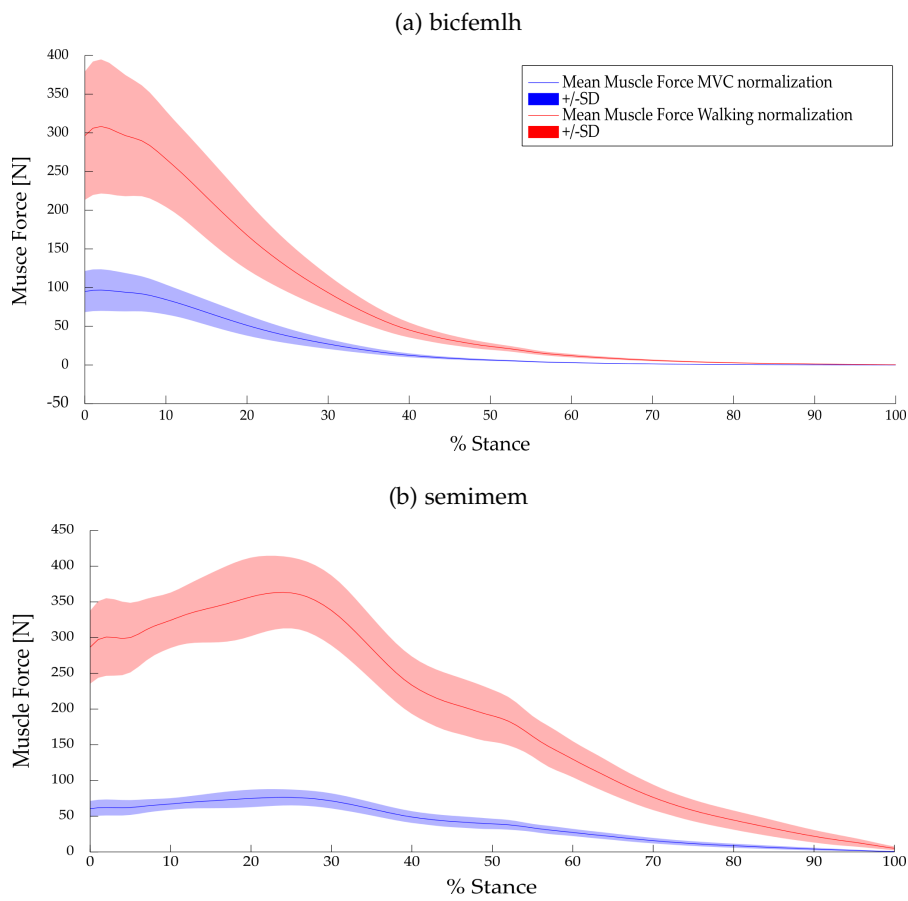 (a) bicfemlh
400
350
300
250
200
150
100
50
0
-50
Musce Force [N]
Mean Muscle Force MVC normalization
+/-SD
Mean Muscle Force Walking normalization
+/-SD
0 10 20 30 40 50 60 70 80 90 100
% Stance
(b) semimem
450
400
350
300
250
200
150
100
50
0
Muscle Force [N]
0 10 20 30 40 50 60 70 80 90 100
% Stance